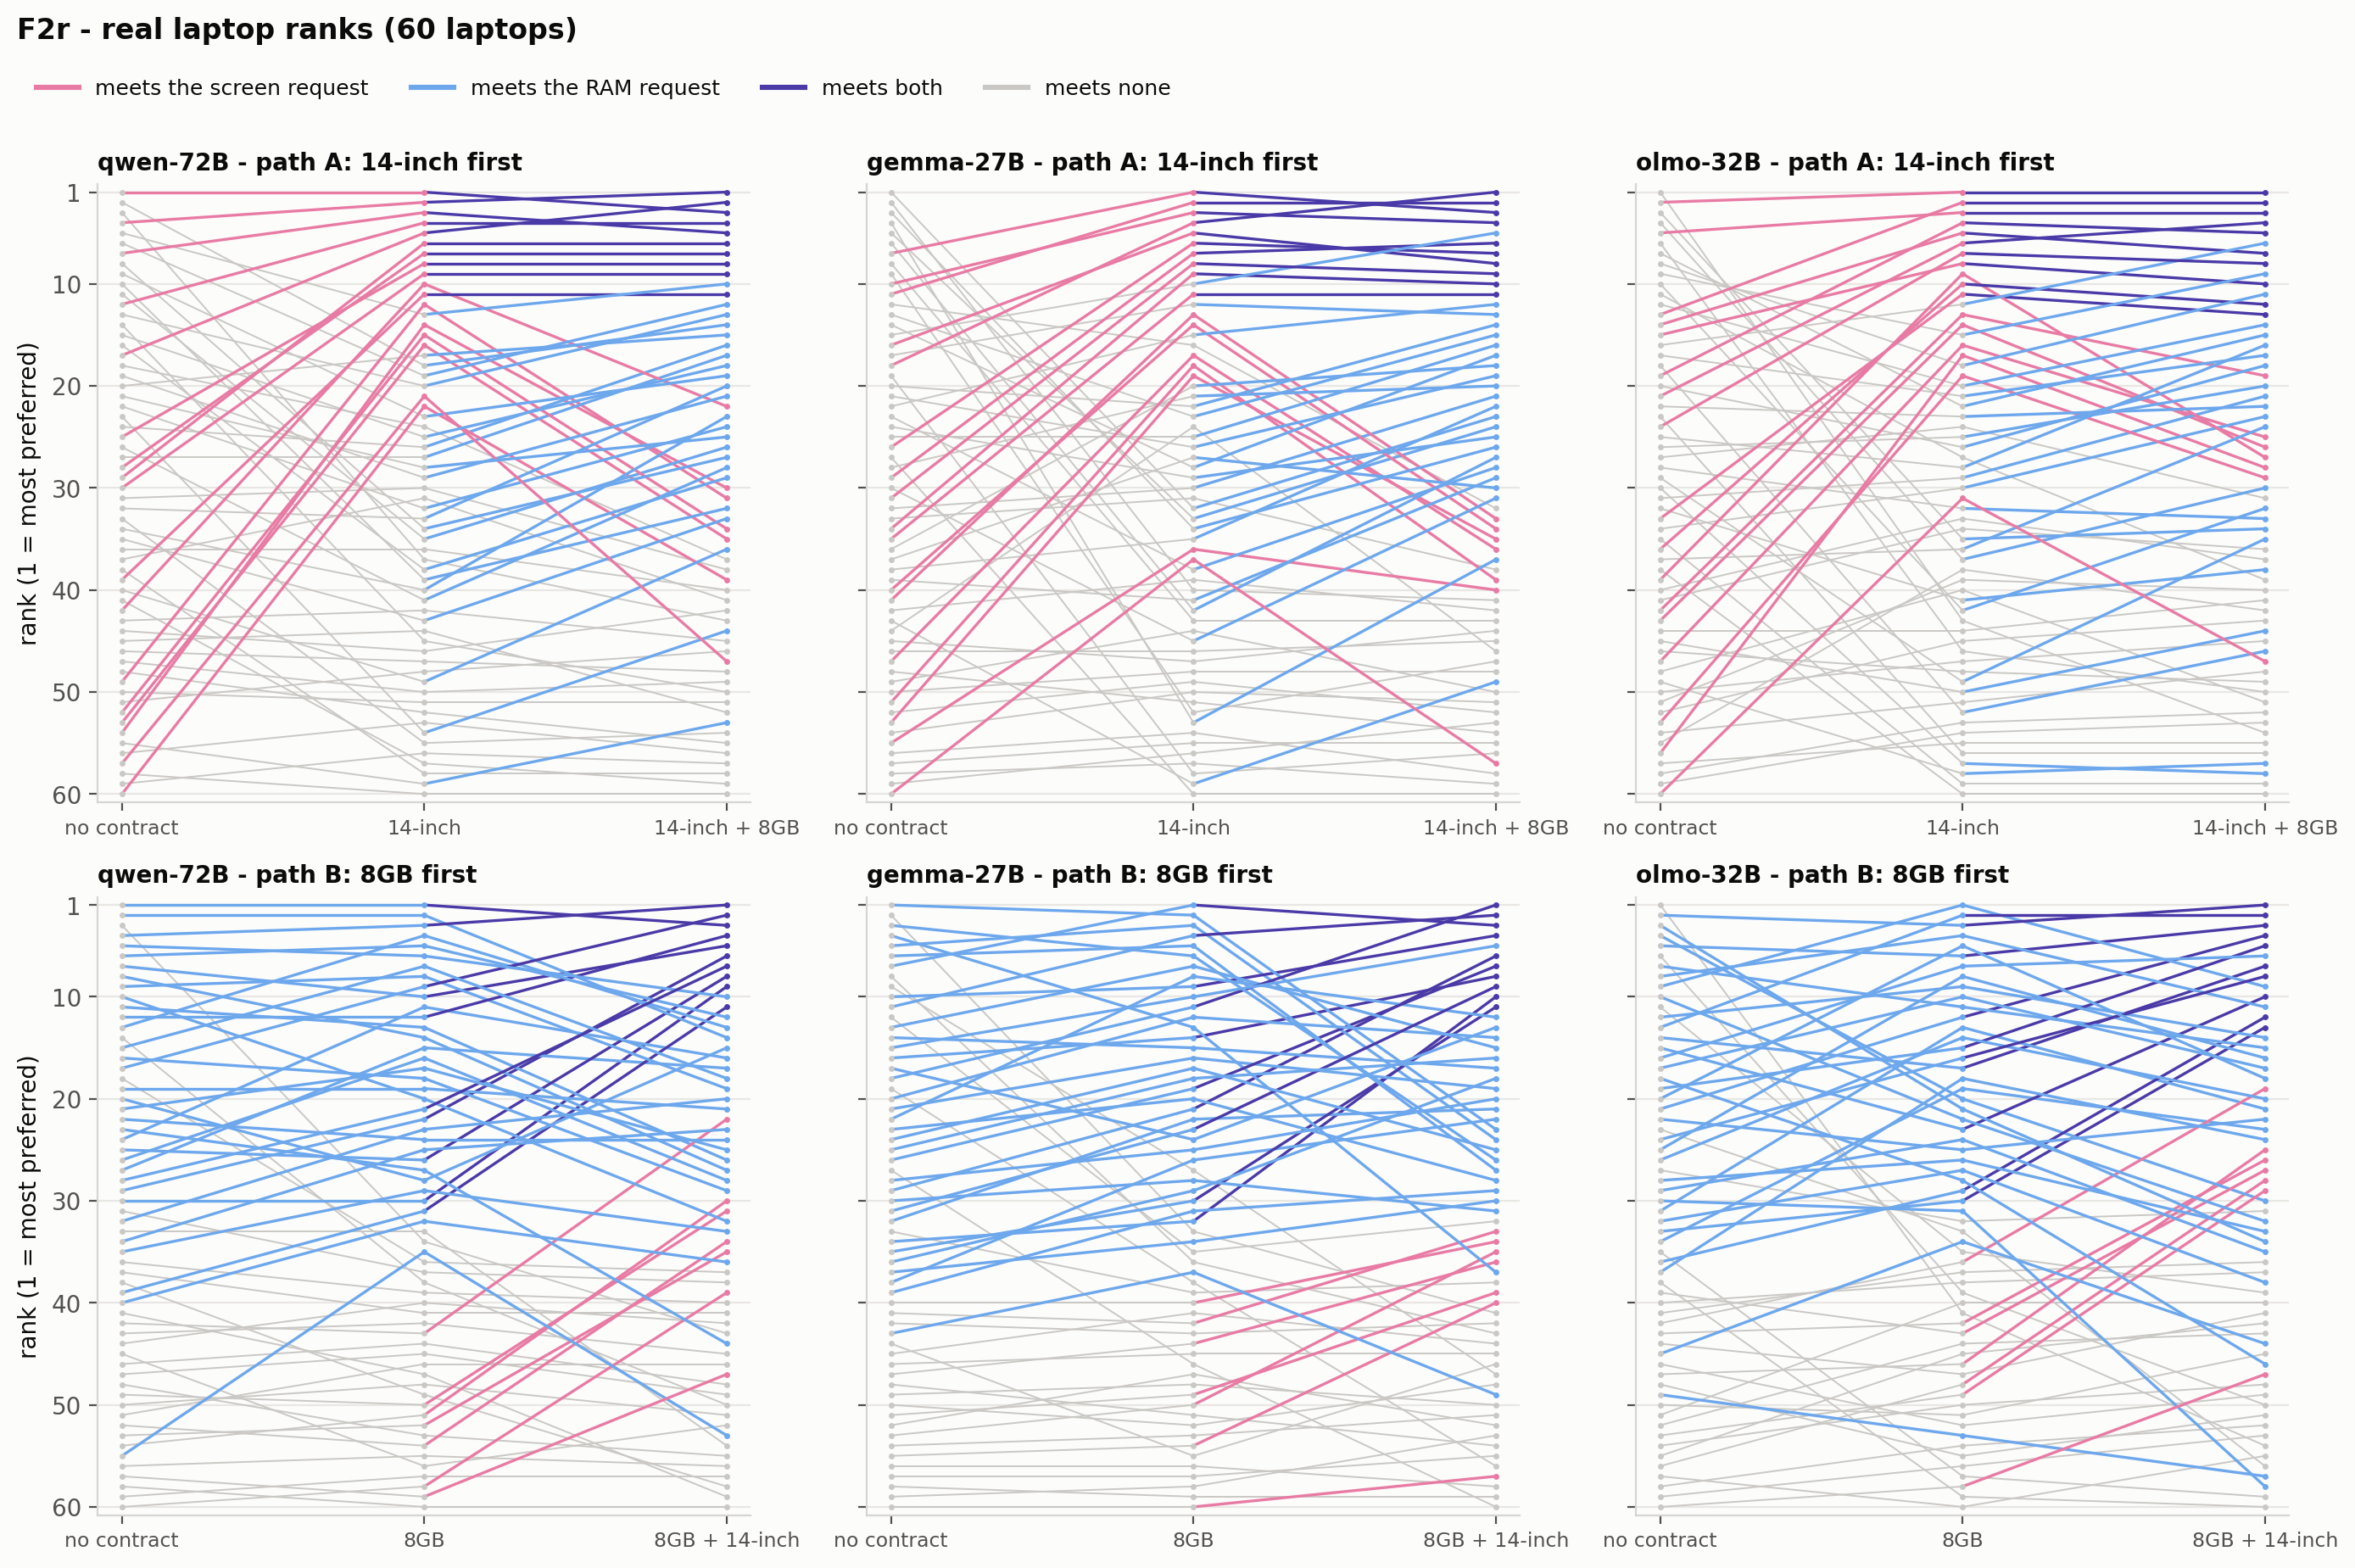 F2r - real laptop ranks (60 laptops)
meets the screen request meets the RAM request meets both meets none
qwen-72B - path A: 14-inch first gemma-27B - path A: 14-inch first olmo-32B - path A: 14-inch first
rank (1 = most preferred)
1
10
20
30
40
50
60
no contract 14-inch 14-inch + 8GB no contract 14-inch 14-inch + 8GB no contract 14-inch 14-inch + 8GB
qwen-72B - path B: 8GB first gemma-27B - path B: 8GB first olmo-32B - path B: 8GB first
rank (1 = most preferred)
1
10
20
30
40
50
60
no contract 8GB 8GB + 14-inch no contract 8GB 8GB + 14-inch no contract 8GB 8GB + 14-inch